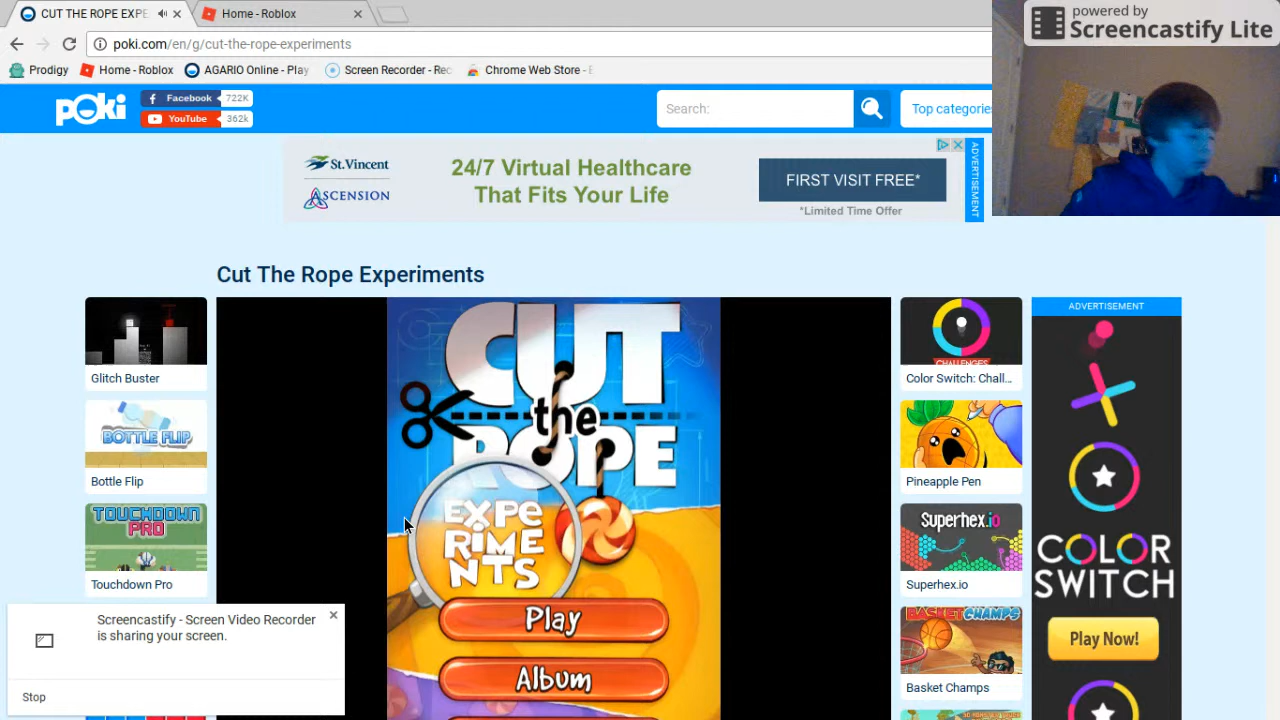 CUT THE ROPE EXPE
Home - Roblox
powered by
Screencastify Lite
poki.com/en/g/cut-the-rope-experiments
Prodigy
Home - Roblox
AGARIO Online - Play
Screen Recorder - Rec
Chrome Web Store - E
poki
Facebook 722K
YouTube 362k
Search:
Top categorie
St.Vincent
ASCENSION
24/7 Virtual Healthcare
That Fits Your Life
FIRST VISIT FREE*
*Limited Time Offer
ADVERTISEMENT
Cut The Rope Experiments
Glitch Buster
BOTTLE FLIP
Bottle Flip
TOUCHDOWN
PRO
Touchdown Pro
CUT
the
ROPE
EXPE
RIME
NTS
Play
Album
CHALLENGES
Color Switch: Chall...
Pineapple Pen
Superhex.io
Superhex.io
BASKETCHAMPS
Basket Champs
ADVERTISEMENT
COLOR
SWITCH
Play Now!
Screencastify - Screen Video Recorder
is sharing your screen.
Stop